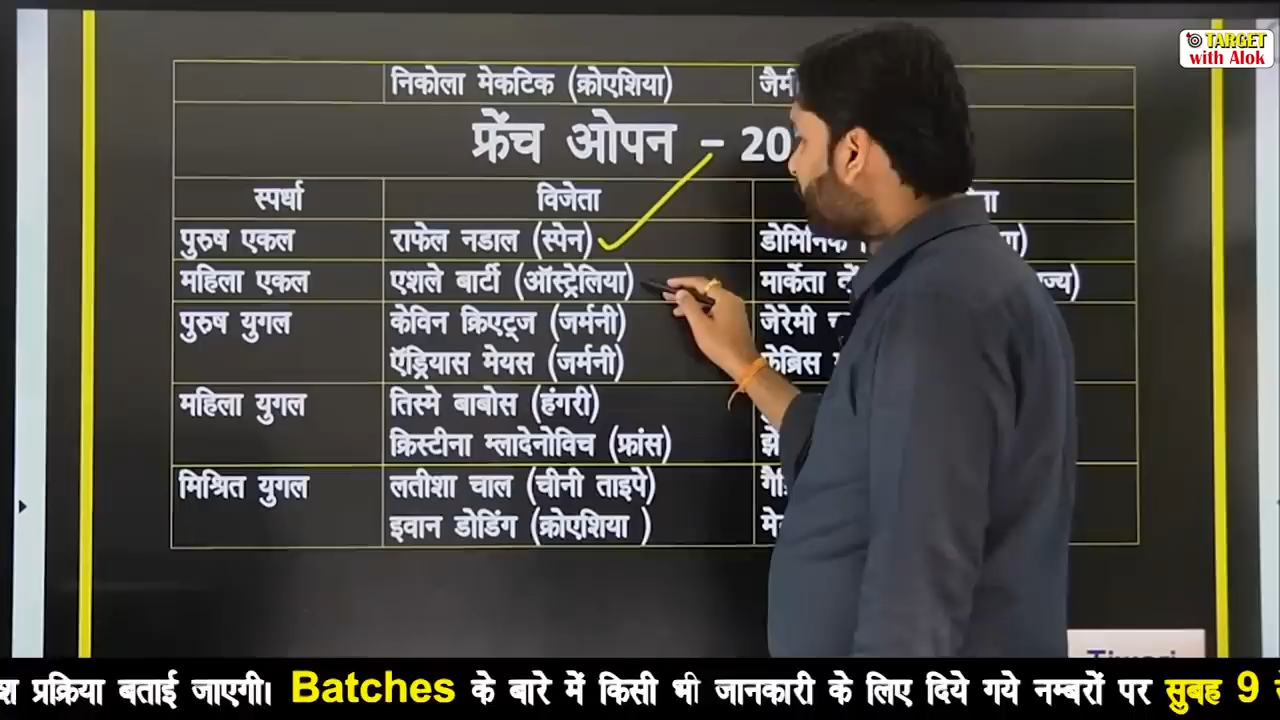 TARGET
with Alok
निकोला मेकटिक (क्रोएशिया)
फ्रेंच ओपन - 20
स्पर्धा विजेता
पुरुष एकल राफेल नडाल (स्पेन)
महिला एकल एशले बार्टी (ऑस्ट्रेलिया) मार्केता
पुरुष युगल केविन क्रिएट्ज (जर्मनी) जेरेमी
ऍड्रियास मेयस (जर्मनी) फेब्रिस
महिला युगल तिस्मे बाबोस (हंगरी)
क्रिस्टीना म्लादेनोविच (फ्रांस)
मिश्रित युगल लतीशा चाल (चीनी ताइपे)
इवान डोडिंग (क्रोएशिया )
प्रक्रिया बताई जाएगी। Batches के बारे में किसी भी जानकारी के लिए दिये गये नम्बरों पर सुबह 9